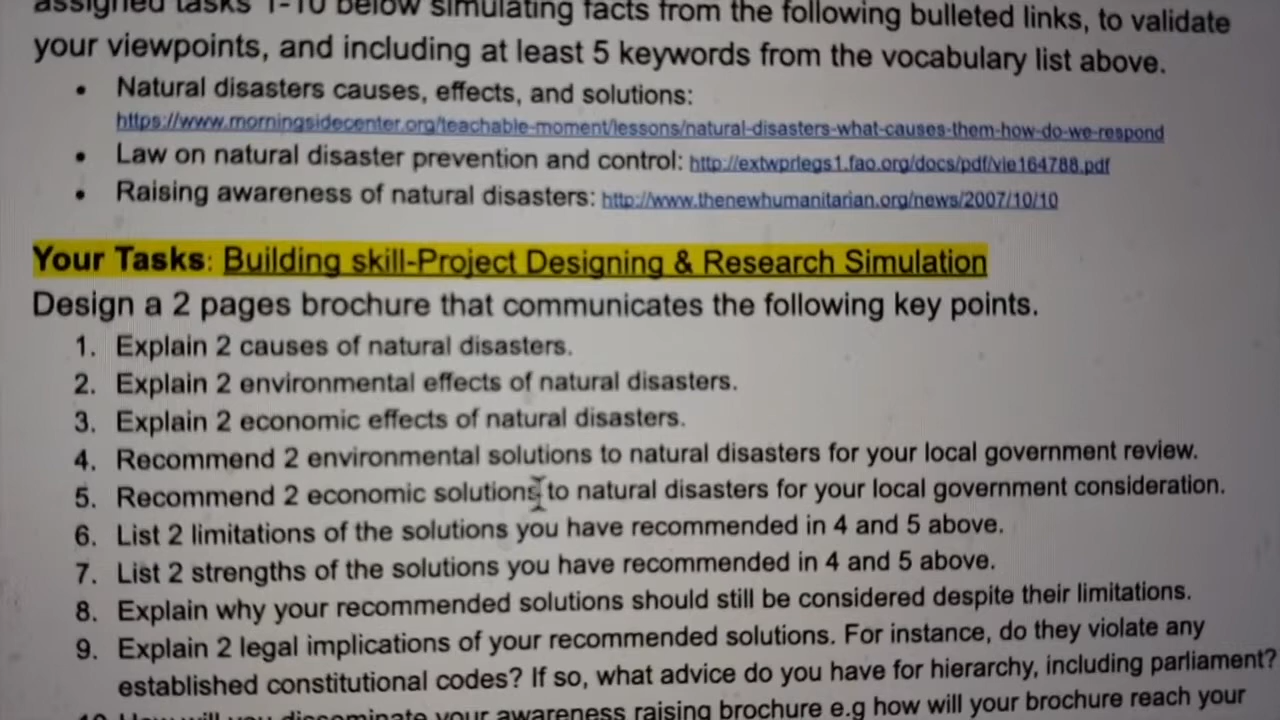 assigned tasks 1-10 below simulating facts from the following bulleted links, to validate
your viewpoints, and including at least 5 keywords from the vocabulary list above.
• Natural disasters causes, effects, and solutions:
https://www.morningsidecenter.org/teachable-moment/lessons/natural-disasters-what-causes-them-how-do-we-respond
• Law on natural disaster prevention and control: http://extwprlegs1.fao.org/docs/pdf/vie164788.pdf
• Raising awareness of natural disasters: http://www.thenewhumanitarian.org/news/2007/10/10
Your Tasks: Building skill-Project Designing & Research Simulation
Design a 2 pages brochure that communicates the following key points.
1. Explain 2 causes of natural disasters.
2. Explain 2 environmental effects of natural disasters.
3. Explain 2 economic effects of natural disasters.
4. Recommend 2 environmental solutions to natural disasters for your local government review.
5. Recommend 2 economic solutions to natural disasters for your local government consideration.
6. List 2 limitations of the solutions you have recommended in 4 and 5 above.
7. List 2 strengths of the solutions you have recommended in 4 and 5 above.
8. Explain why your recommended solutions should still be considered despite their limitations.
9. Explain 2 legal implications of your recommended solutions. For instance, do they violate any
established constitutional codes? If so, what advice do you have for hierarchy, including parliament?
10. How will you disseminate your awareness raising brochure e.g how will your brochure reach your